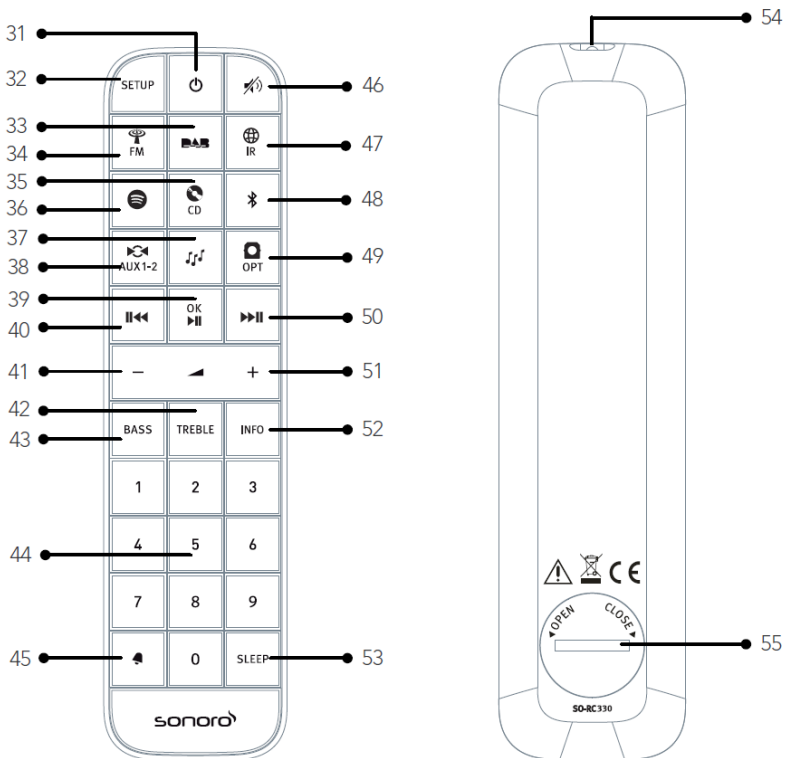 31
54
32
SETUP
46
33
34
FM
DAB
IR
47
35
36
CD
48
37
38
AUX 1-2
OPT
49
39
40
OK
50
41
−
+
51
42
43
BASS
TREBLE
INFO
52
1
2
3
44
4
5
6
7
8
9
45
0
SLEEP
53
sonoro
CE
OPEN
CLOSE
55
SO-RC330